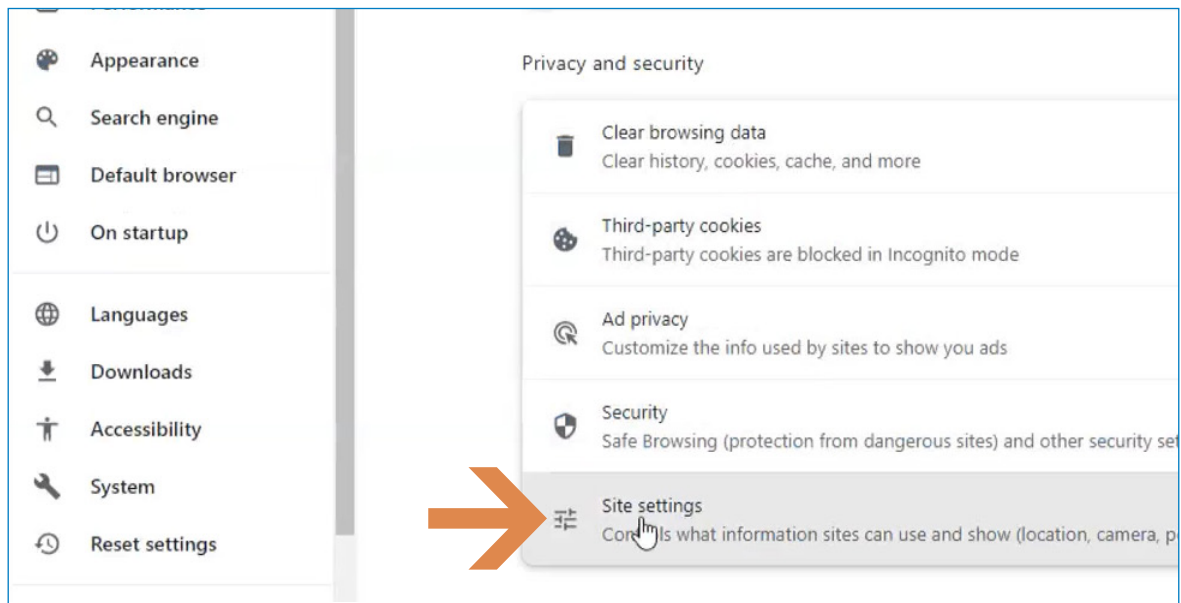 Appearance
Search engine
Default browser
On startup
Languages
Downloads
Accessibility
System
Reset settings
Privacy and security
Clear browsing data
Clear history, cookies, cache, and more
Third-party cookies
Third-party cookies are blocked in Incognito mode
Ad privacy
Customize the info used by sites to show you ads
Security
Safe Browsing (protection from dangerous sites) and other security set
Site settings
what information sites can use and show (location, camera, p